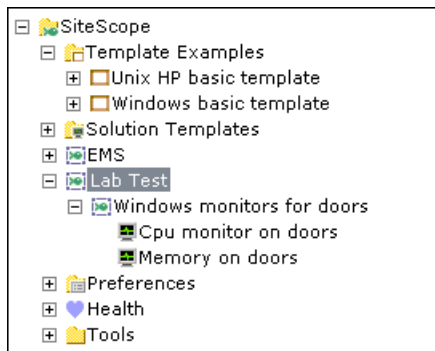 SiteScope
Template Examples
Unix HP basic template
Windows basic template
Solution Templates
EMS
Lab Test
Windows monitors for doors
Cpu monitor on doors
Memory on doors
Preferences
Health
Tools